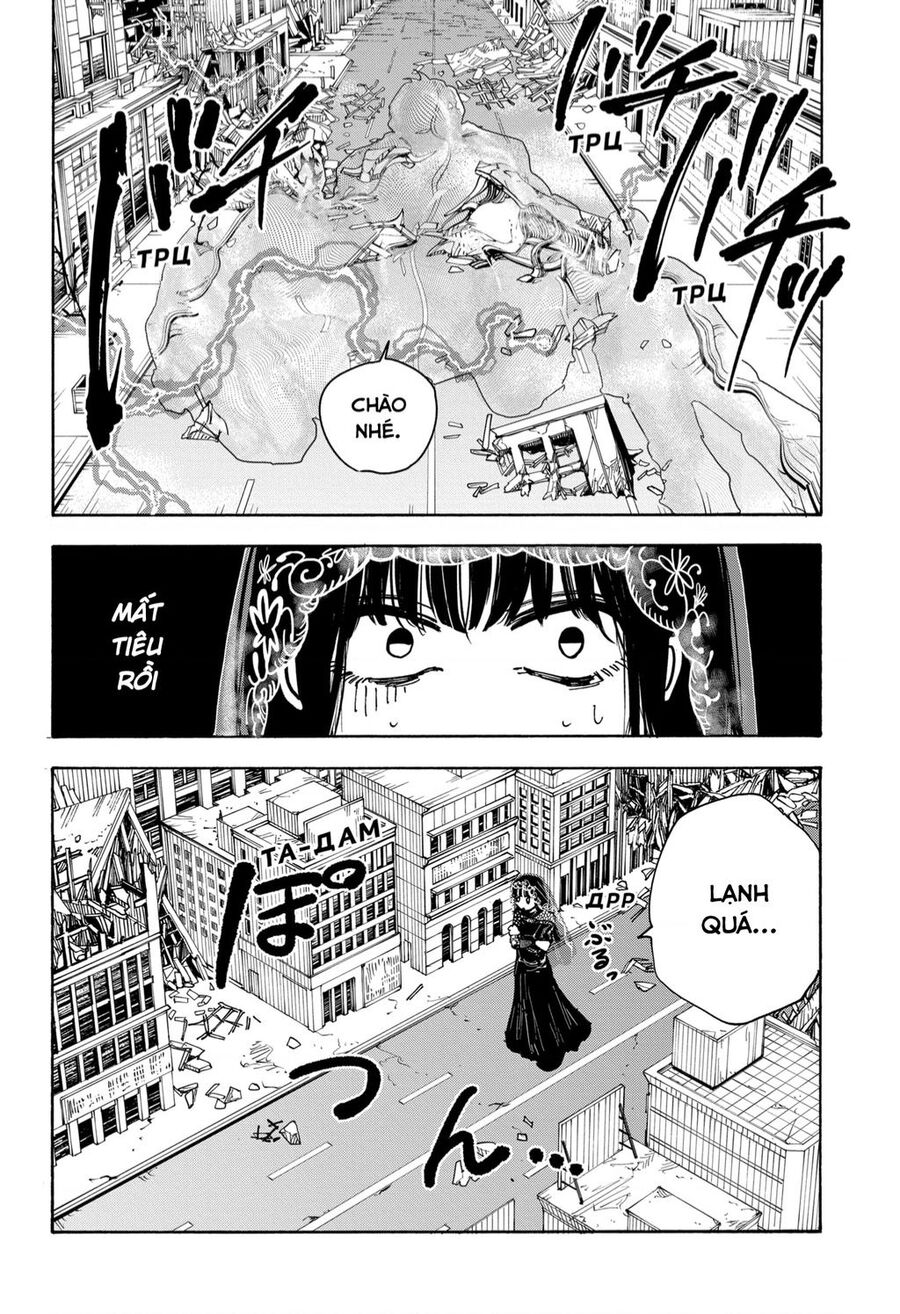 バチ
ТРЦ
バチ
ТРЦ
バチ
ТРЦ
CHÀO
NHÉ.
MẤT
TIÊU
RỒI
ТА-ДАМ
ぽ
つ
ん...
ДРР
ぶるっ
LẠNH
QUÁ...